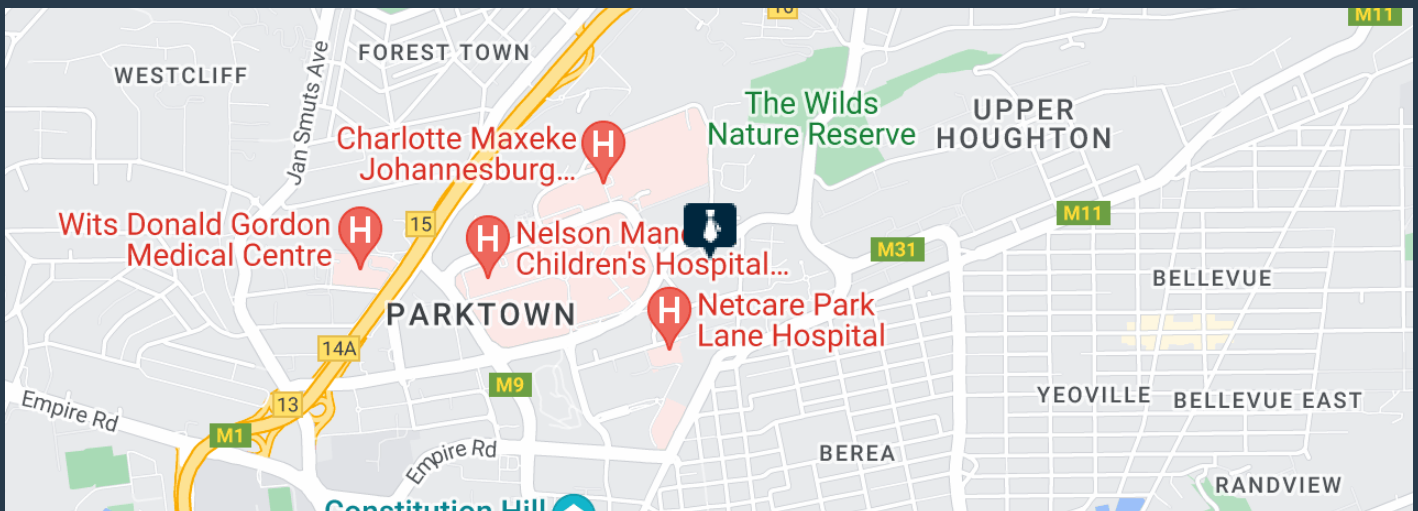 M11
FOREST TOWN
WESTCLIFF
Jan Smuts Ave
The Wilds
Nature Reserve
UPPER
HOUGHTON
Charlotte Maxeke
Johannesburg...
H
M11
Wits Donald Gordon
Medical Centre
H
15
H
Nelson Man
Children's Hospital...
M31
BELLEVUE
PARKTOWN
H
Netcare Park
Lane Hospital
14A
M9
YEOVILLE
BELLEVUE EAST
Empire Rd
13
M1
Empire Rd
BEREA
RANDVIEW
Constitution Hill